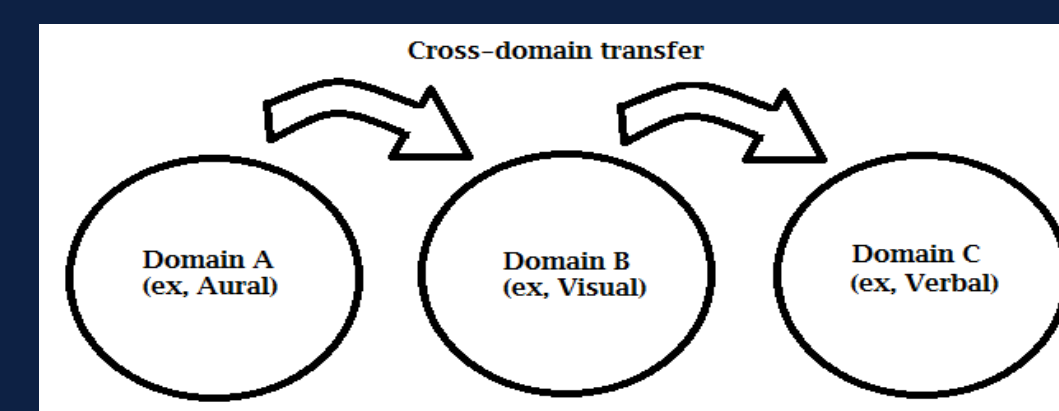 Cross-domain transfer
Domain A
(ex, Aural)
Domain B
(ex, Visual)
Domain C
(ex, Verbal)